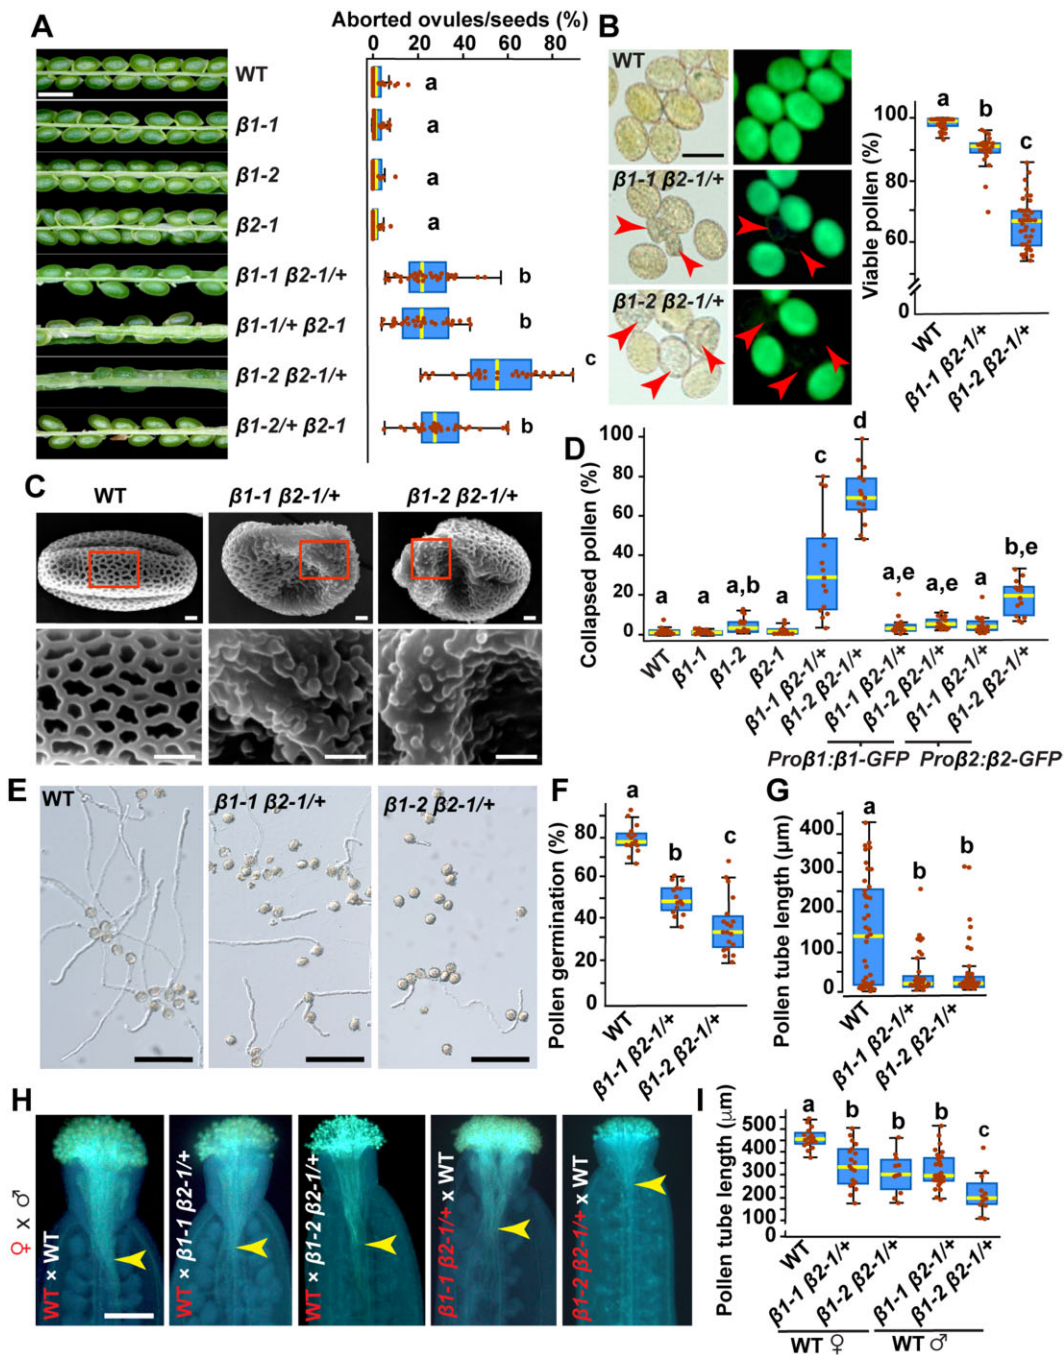 A
Aborted ovules/seeds (%)
0 20 40 60 80
WT
a
β1-1
a
β1-2
a
β2-1
a
β1-1 β2-1/+
b
β1-1/+ β2-1
b
β1-2 β2-1/+
c
β1-2/+ β2-1
b
B
WT
β1-1 β2-1/+
β1-2 β2-1/+
Viable pollen (%)
100
80
60
0
a
b
c
WT
β1-1 β2-1/+
β1-2 β2-1/+
C
WT
β1-1 β2-1/+
β1-2 β2-1/+
D
Collapsed pollen (%)
100
80
60
40
20
0
a
a
a,b
a
c
d
a,e
a,e
a
b,e
WT
β1-1
β1-2
β2-1
β1-1 β2-1/+
β1-2 β2-1/+
β1-1 β2-1/+
β1-2 β2-1/+
β1-1 β2-1/+
β1-2 β2-1/+
Proβ1:β1-GFP
Proβ2:β2-GFP
E
WT
β1-1 β2-1/+
β1-2 β2-1/+
F
Pollen germination (%)
80
60
40
20
0
a
b
c
WT
β1-1 β2-1/+
β1-2 β2-1/+
G
Pollen tube length (µm)
400
300
200
100
0
a
b
b
WT
β1-1 β2-1/+
β1-2 β2-1/+
H
♀ x ♂
WT × WT
WT × β1-1 β2-1/+
WT × β1-2 β2-1/+
β1-1 β2-1/+ x WT
β1-2 β2-1/+ x WT
I
Pollen tube length (µm)
500
400
300
200
100
0
a
b
b
b
c
WT
β1-1 β2-1/+
β1-2 β2-1/+
β1-1 β2-1/+
β1-2 β2-1/+
WT ♀
WT ♂